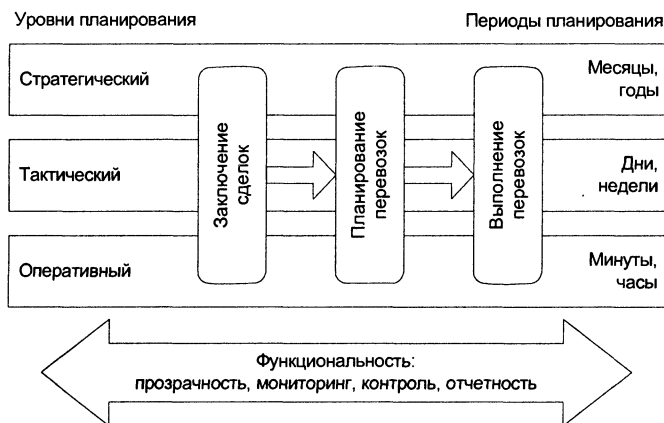 Уровни планирования
Периоды планирования
Стратегический
Месяцы,
годы
Тактический
Дни,
недели
Оперативный
Минуты,
часы
Заключение
сделок
Планирование
перевозок
Выполнение
перевозок
Функциональность:
прозрачность, мониторинг, контроль, отчетность